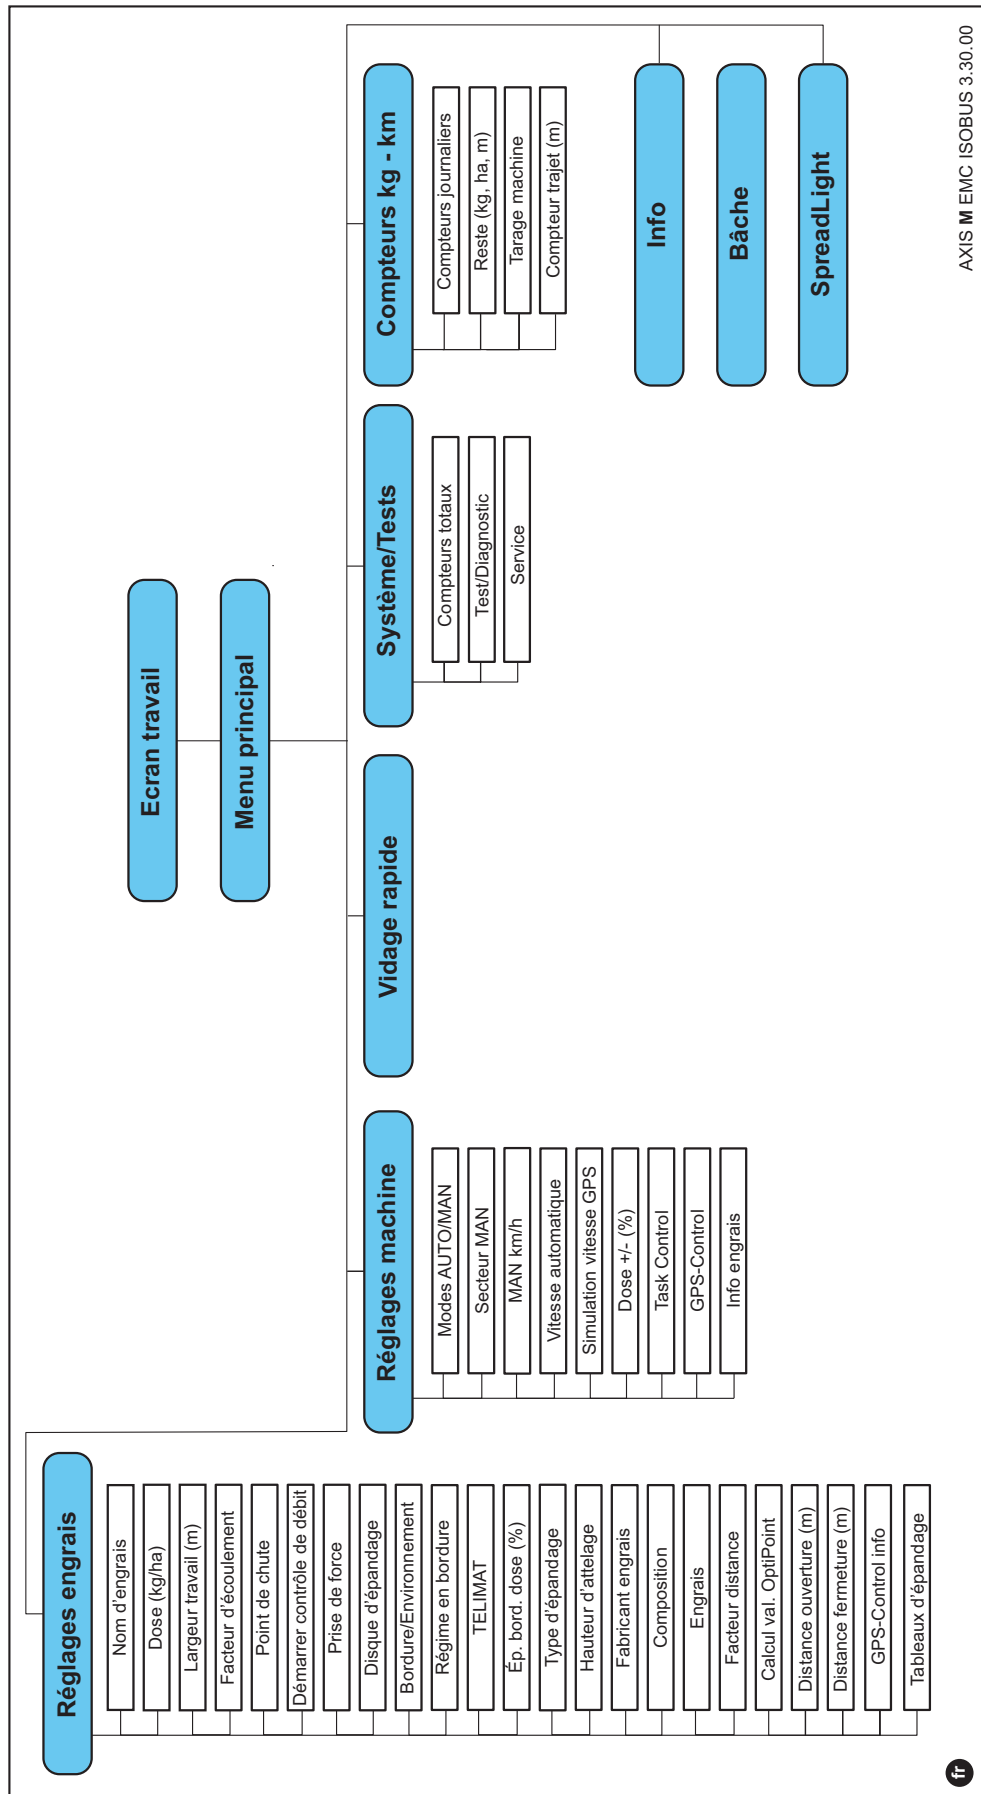 Ecran travail
Menu principal
Réglages engrais
Nom d'engrais
Dose (kg/ha)
Largeur travail (m)
Facteur d'écoulement
Point de chute
Démarrer contrôle de débit
Prise de force
Disque d'épandage
Bordure/Environnement
Régime en bordure
TELIMAT
Ép. bord. dose (%)
Type d'épandage
Hauteur d'attelage
Fabricant engrais
Composition
Engrais
Facteur distance
Calcul val. OptiPoint
Distance ouverture (m)
Distance fermeture (m)
GPS-Control info
Tableaux d'épandage
Réglages machine
Modes AUTO/MAN
Secteur MAN
MAN km/h
Vitesse automatique
Simulation vitesse GPS
Dose +/- (%)
Task Control
GPS-Control
Info engrais
Vidage rapide
Système/Tests
Compteurs totaux
Test/Diagnostic
Service
Compteurs kg - km
Compteurs journaliers
Reste (kg, ha, m)
Tarage machine
Compteur trajet (m)
Info
Bâche
SpreadLight
fr
AXIS M EMC ISOBUS 3.30.00